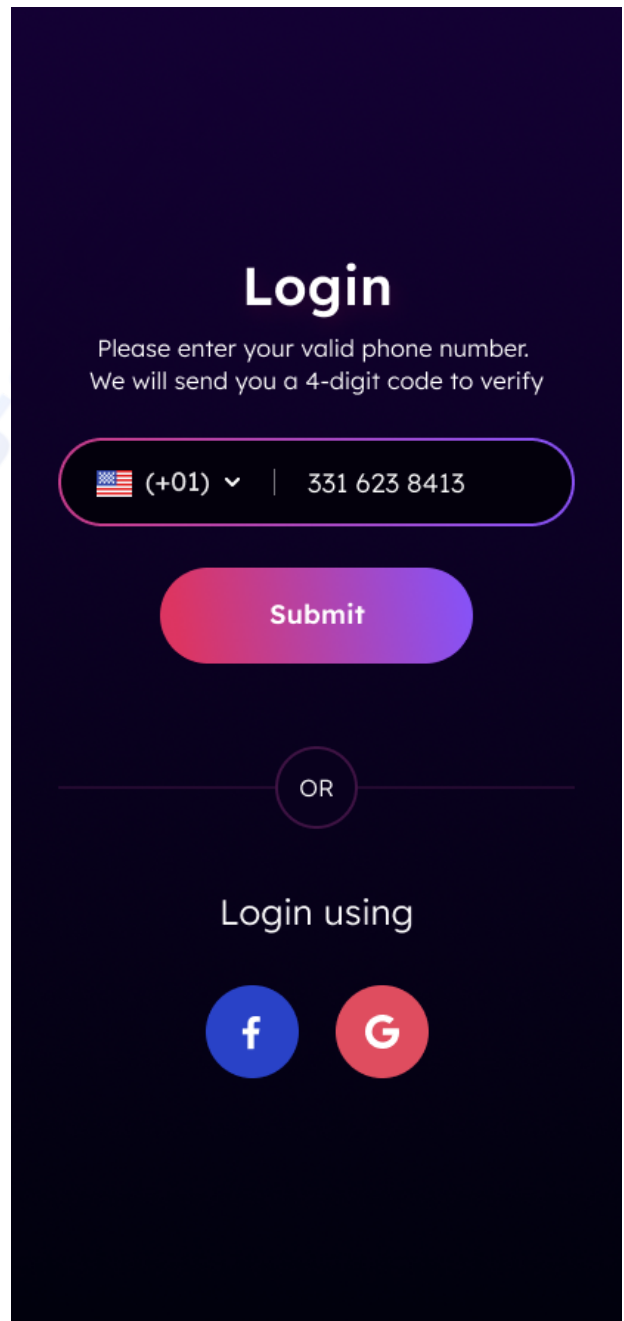 Login
Please enter your valid phone number.
We will send you a 4-digit code to verify
(+01) 331 623 8413
Submit
OR
Login using
f G